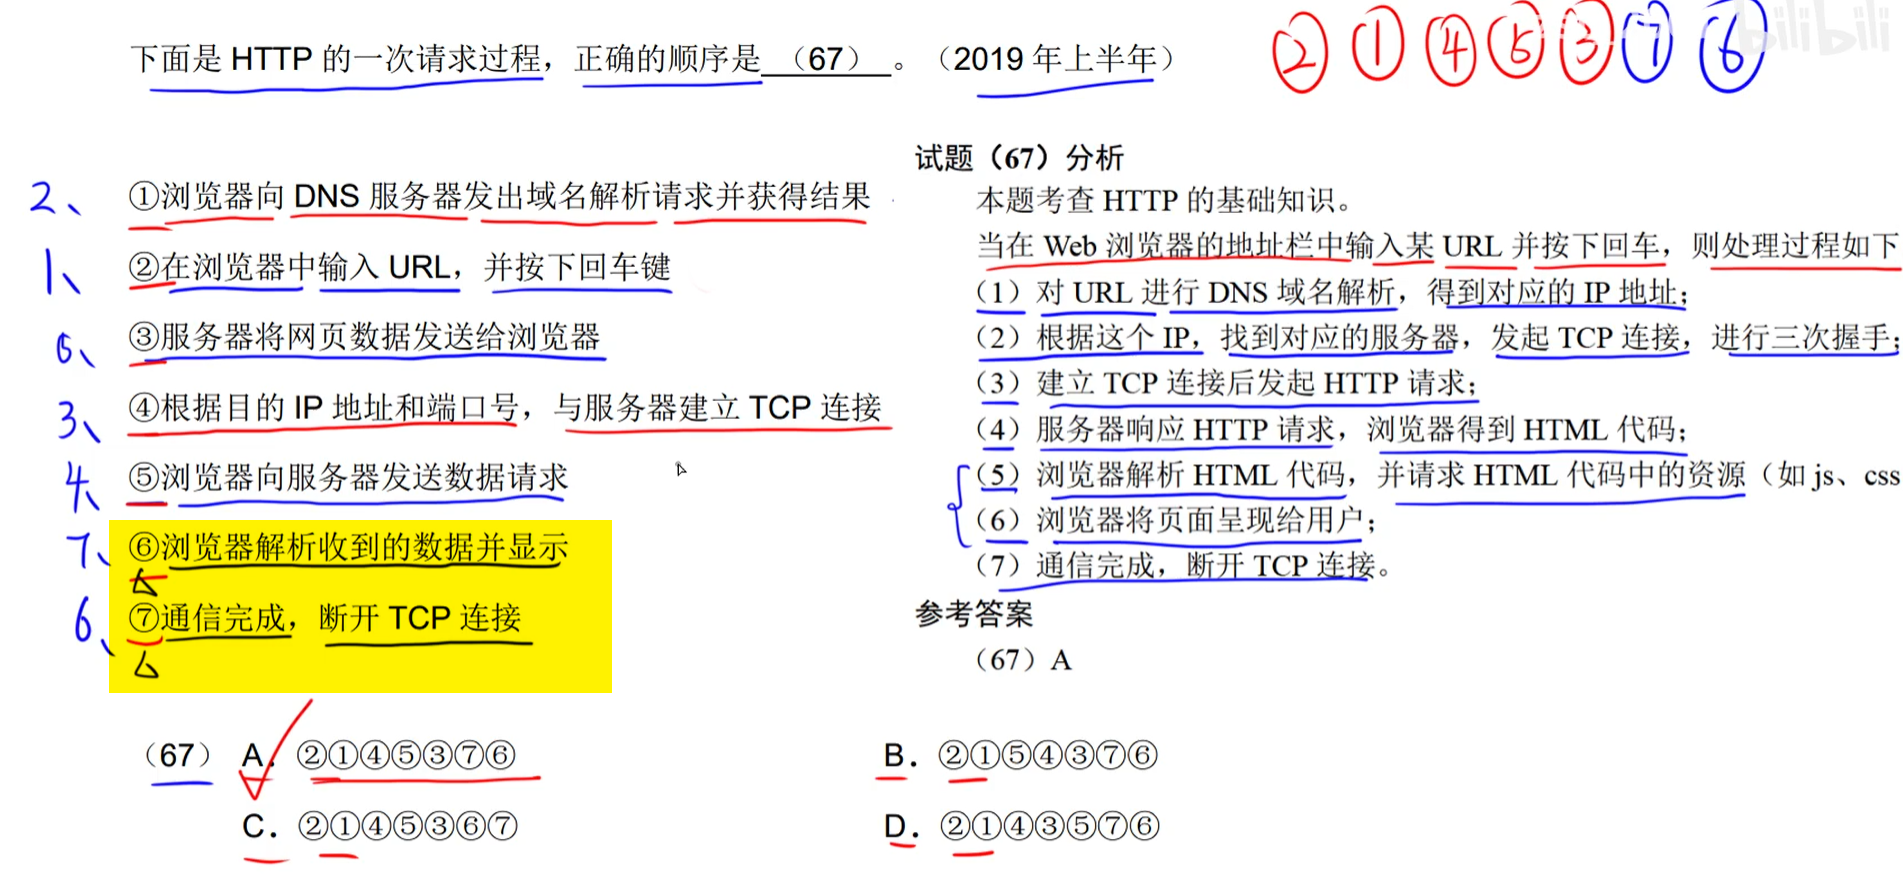 下面是 HTTP 的一次请求过程，正确的顺序是 （67） 。（2019 年上半年）
② ① ④ ⑤ ③ ⑦ ⑥
bilibili
2、 ①浏览器向 DNS 服务器发出域名解析请求并获得结果
1、 ②在浏览器中输入 URL，并按下回车键
5、 ③服务器将网页数据发送给浏览器
3、 ④根据目的 IP 地址和端口号，与服务器建立 TCP 连接
4、 ⑤浏览器向服务器发送数据请求
7、 ⑥浏览器解析收到的数据并显示
6、 ⑦通信完成，断开 TCP 连接
（67） A. ②①④⑤③⑦⑥
B. ②①⑤④③⑦⑥
C. ②①④⑤③⑥⑦
D. ②①④③⑤⑦⑥
试题（67）分析
本题考查 HTTP 的基础知识。
当在 Web 浏览器的地址栏中输入某 URL 并按下回车，则处理过程如下
（1）对 URL 进行 DNS 域名解析，得到对应的 IP 地址；
（2）根据这个 IP，找到对应的服务器，发起 TCP 连接，进行三次握手；
（3）建立 TCP 连接后发起 HTTP 请求；
（4）服务器响应 HTTP 请求，浏览器得到 HTML 代码；
（5）浏览器解析 HTML 代码，并请求 HTML 代码中的资源（如 js、css
（6）浏览器将页面呈现给用户；
（7）通信完成，断开 TCP 连接。
参考答案
（67）A